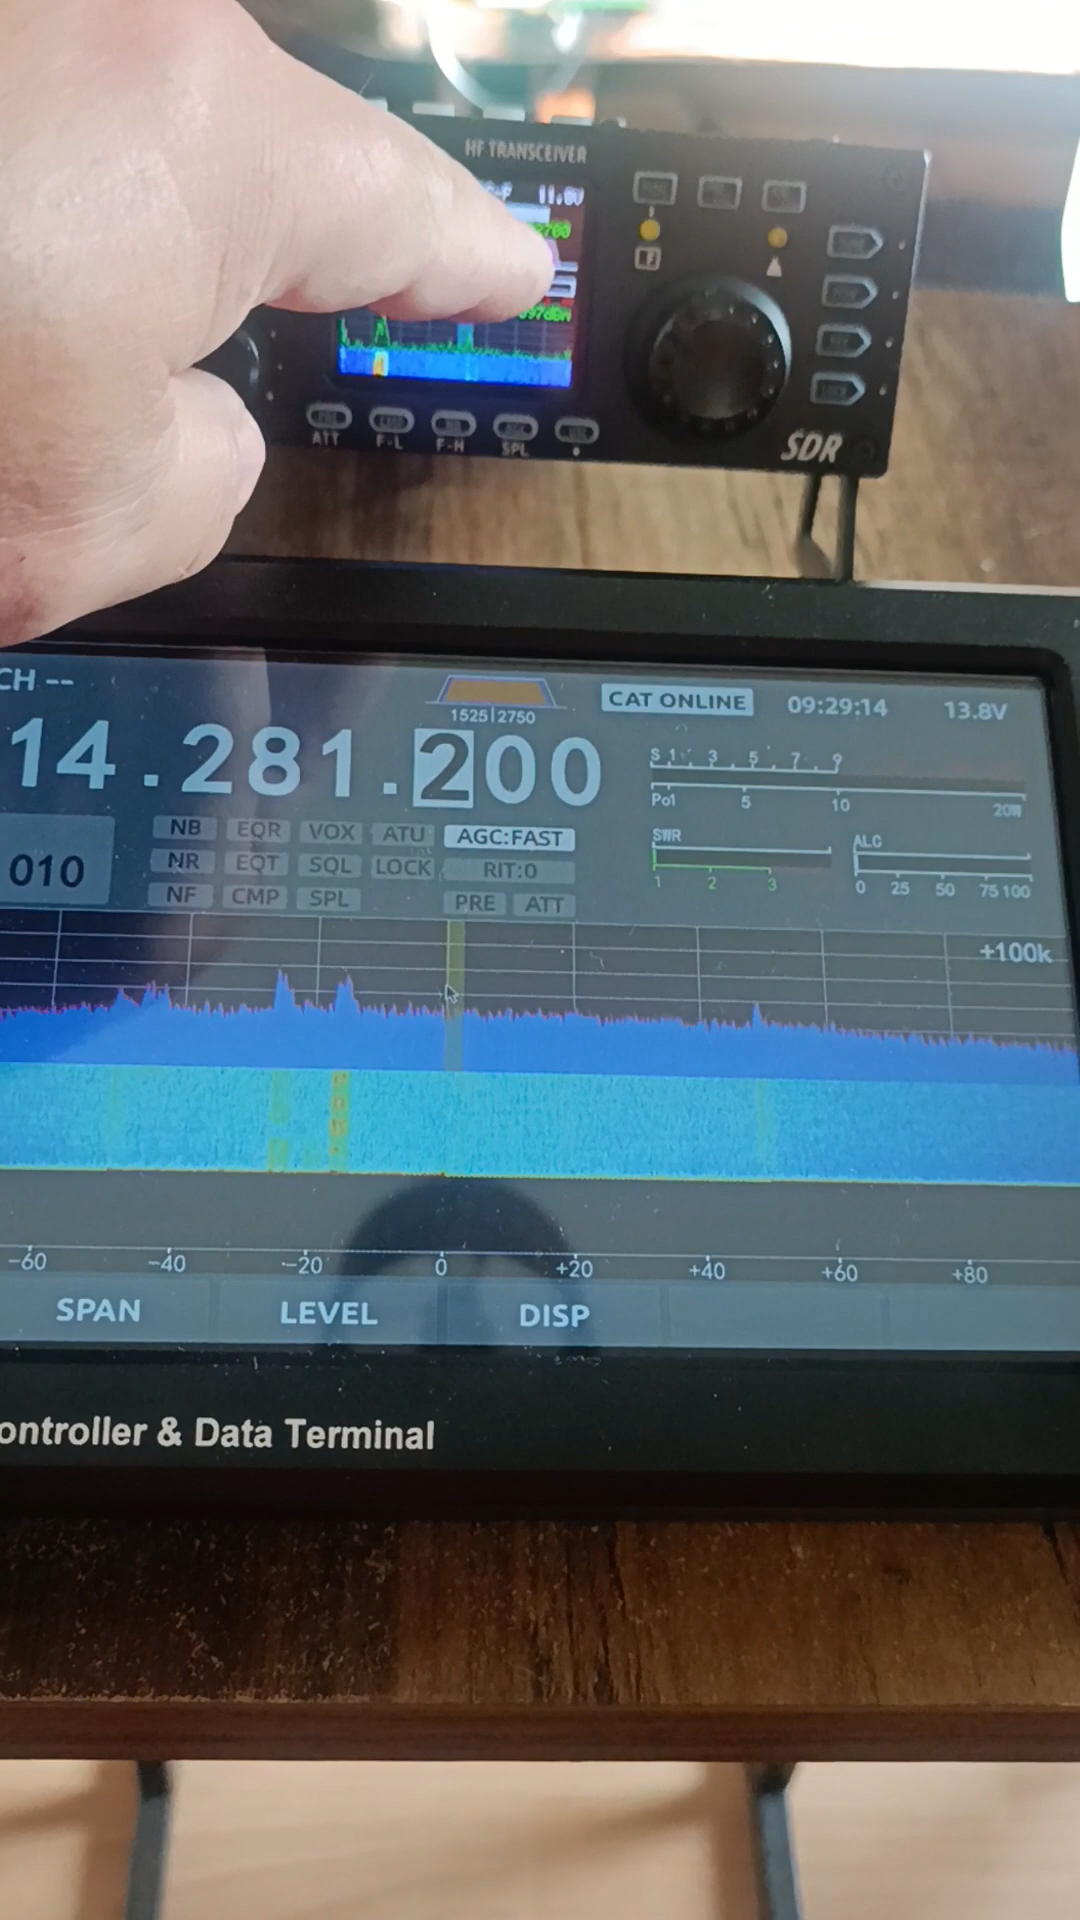 HF TRANSCEIVER
11.8V
2700
97dBm
ATT F-L F-H SPL
SDR
CH --
1525|2750
CAT ONLINE 09:29:14 13.8V
14.281.200
S 1 3 5 7 9
Po1 5 10 20W
NB EQR VOX ATU AGC:FAST
SWR ALC
010
NR EQT SQL LOCK RIT:0
1 2 3
0 25 50 75 100
NF CMP SPL PRE ATT
+100k
-60 -40 -20 0 +20 +40 +60 +80
SPAN LEVEL DISP
ontroller & Data Terminal